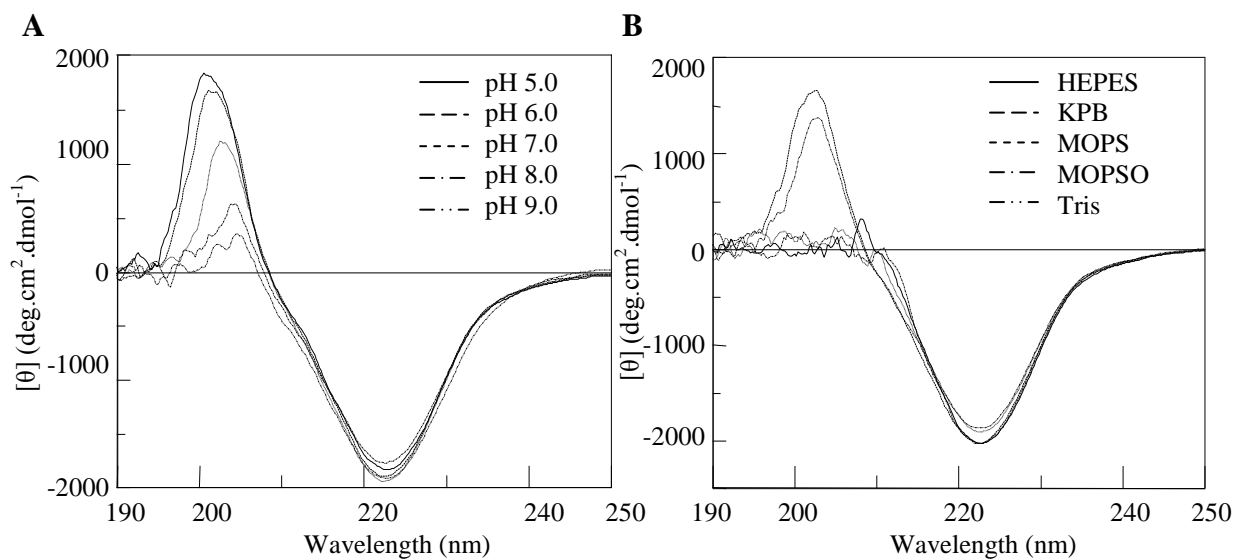 A
2000
1000
0
-1000
-2000
[θ] (deg.cm².dmol⁻¹)
pH 5.0
pH 6.0
pH 7.0
pH 8.0
pH 9.0
190
200
220
240
250
Wavelength (nm)
B
2000
1000
0
-1000
-2000
[θ] (deg.cm².dmol⁻¹)
HEPES
KPB
MOPS
MOPSO
Tris
190
200
220
240
250
Wavelength (nm)